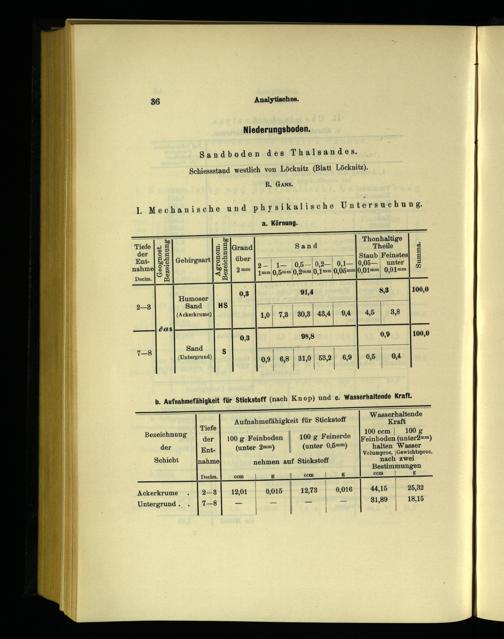 36 Analytisches.
Niederungsboden.
Sandboden des Thalsandes.
Schiessstand westlich von Löcknitz (Blatt Löcknitz).
R. Gans.
I. Mechanische und physikalische Untersuchung.
a. Körnung.
Tiefe der Entnahme Decim.
Geognost. Bezeichnung
Gebirgsart
Agronom. Bezeichnung
Grand über 2mm
Sand
2— 1mm
1— 0,5mm
0,5— 0,2mm
0,2— 0,1mm
0,1— 0,05mm
Thonhaltige Theile
Staub 0,05— 0,01mm
Feinstes unter 0,01mm
Summa.
2—3 Humoser Sand (Ackerkrume) HS 0,3 91,4 8,3 100,0
1,0 7,3 30,3 43,4 9,4 4,5 3,8
∂as
7—8 Sand (Untergrund) S 0,3 98,8 0,9 100,0
0,9 6,8 31,0 53,2 6,9 0,5 0,4
b. Aufnahmefähigkeit für Stickstoff (nach Knop) und c. Wasserhaltende Kraft.
Bezeichnung der Schicht
Tiefe der Entnahme Decim.
Aufnahmefähigkeit für Stickstoff
100 g Feinboden (unter 2mm)
100 g Feinerde (unter 0,5mm)
nehmen auf Stickstoff
ccm g ccm g
Wasserhaltende Kraft
100 ccm 100 g
Feinboden (unter 2mm)
halten Wasser
Volumproc. Gewichtsproc.
nach zwei
Bestimmungen
ccm g
Ackerkrume . 2—3 12,01 0,015 12,73 0,016 44,15 25,32
Untergrund . . 7—8 — — — — 31,89 18,15